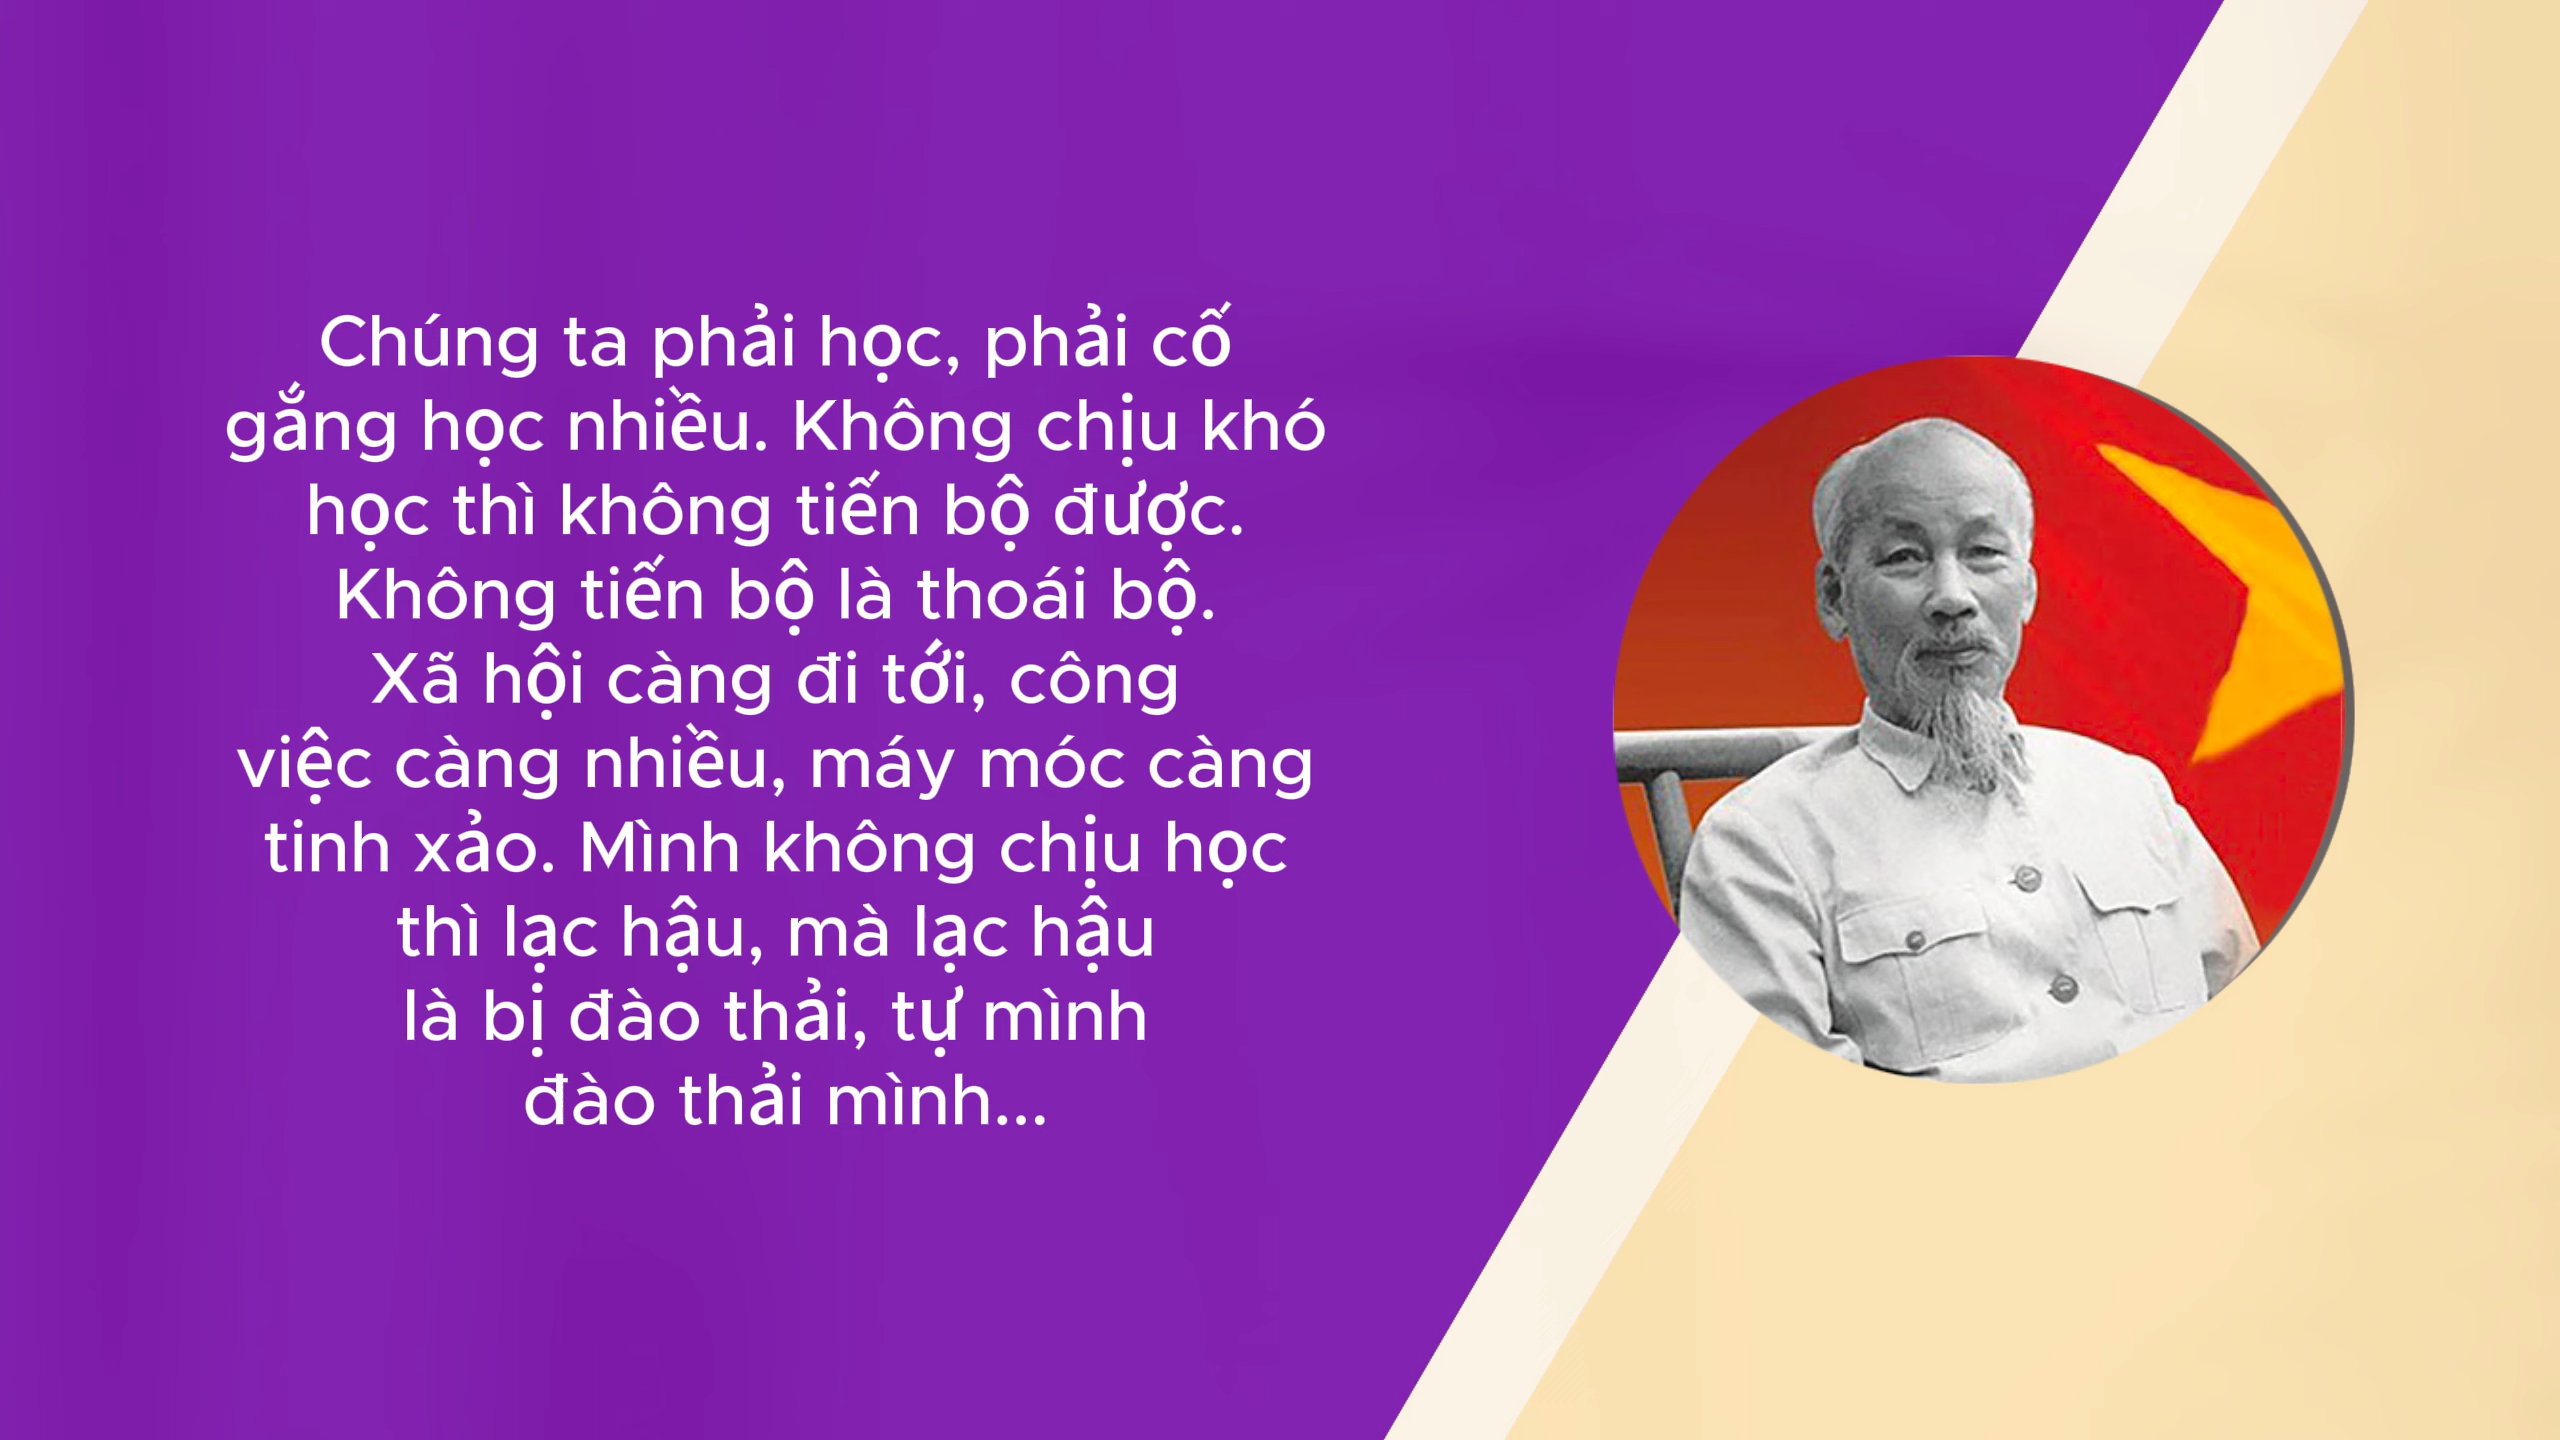 Chúng ta phải học, phải cố
gắng học nhiều. Không chịu khó
học thì không tiến bộ được.
Không tiến bộ là thoái bộ.
Xã hội càng đi tới, công
việc càng nhiều, máy móc càng
tinh xảo. Mình không chịu học
thì lạc hậu, mà lạc hậu
là bị đào thải, tự mình
đào thải mình...